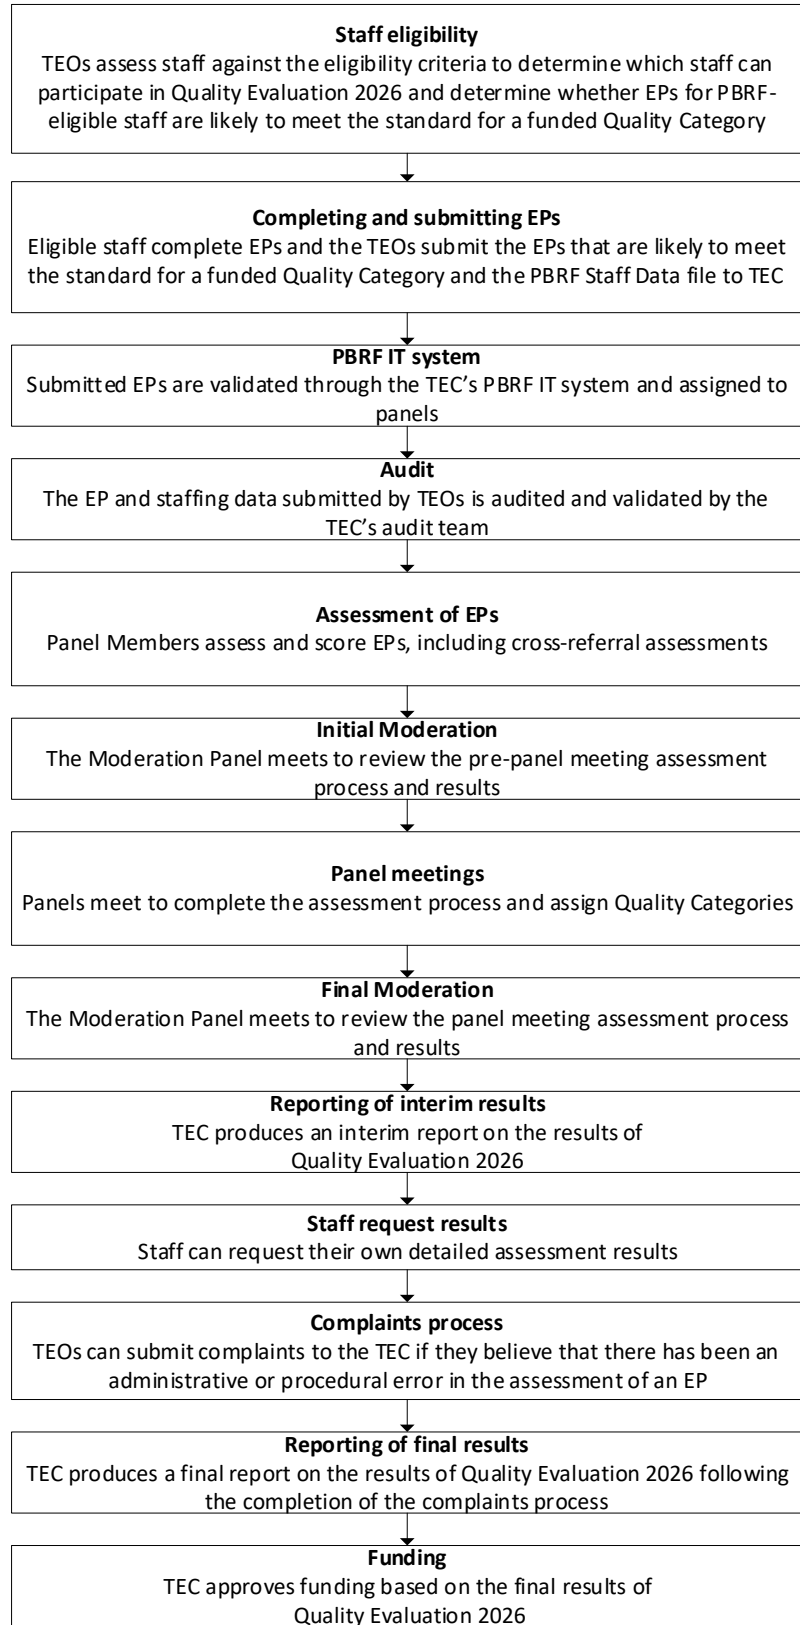 Staff eligibility
TEOs assess staff against the eligibility criteria to determine which staff can
participate in Quality Evaluation 2026 and determine whether EPs for PBRF-
eligible staff are likely to meet the standard for a funded Quality Category
Completing and submitting EPs
Eligible staff complete EPs and the TEOs submit the EPs that are likely to meet
the standard for a funded Quality Category and the PBRF Staff Data file to TEC
PBRF IT system
Submitted EPs are validated through the TEC's PBRF IT system and assigned to
panels
Audit
The EP and staffing data submitted by TEOs is audited and validated by the
TEC's audit team
Assessment of EPs
Panel Members assess and score EPs, including cross-referral assessments
Initial Moderation
The Moderation Panel meets to review the pre-panel meeting assessment
process and results
Panel meetings
Panels meet to complete the assessment process and assign Quality Categories
Final Moderation
The Moderation Panel meets to review the panel meeting assessment process
and results
Reporting of interim results
TEC produces an interim report on the results of
Quality Evaluation 2026
Staff request results
Staff can request their own detailed assessment results
Complaints process
TEOs can submit complaints to the TEC if they believe that there has been an
administrative or procedural error in the assessment of an EP
Reporting of final results
TEC produces a final report on the results of Quality Evaluation 2026 following
the completion of the complaints process
Funding
TEC approves funding based on the final results of
Quality Evaluation 2026